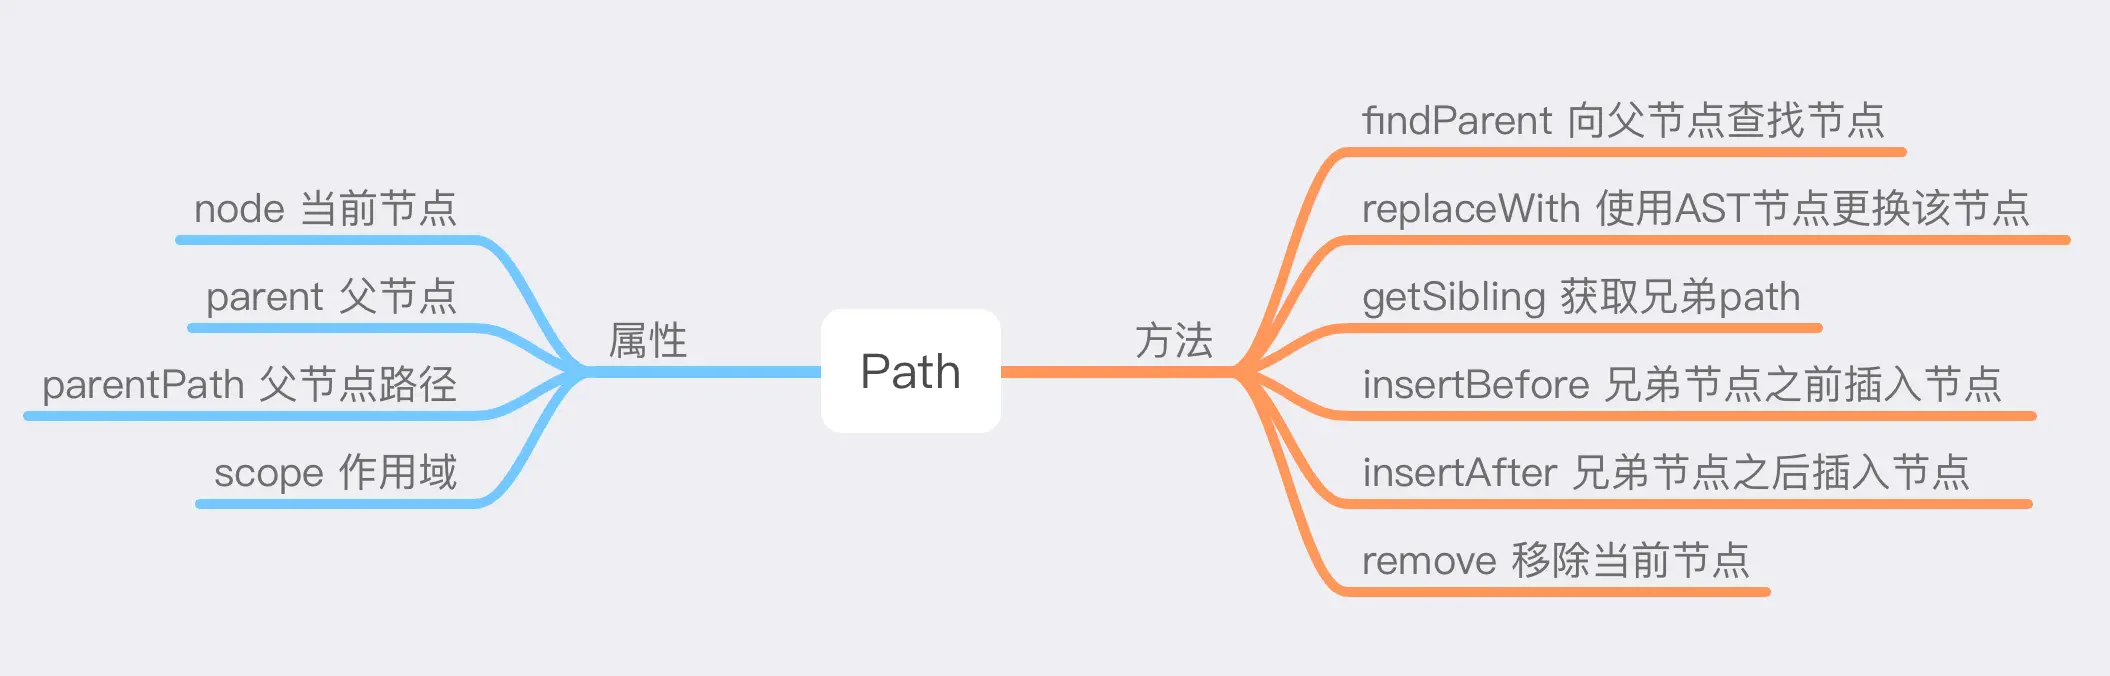 Path
属性
node 当前节点
parent 父节点
parentPath 父节点路径
scope 作用域
方法
findParent 向父节点查找节点
replaceWith 使用AST节点更换该节点
getSibling 获取兄弟path
insertBefore 兄弟节点之前插入节点
insertAfter 兄弟节点之后插入节点
remove 移除当前节点